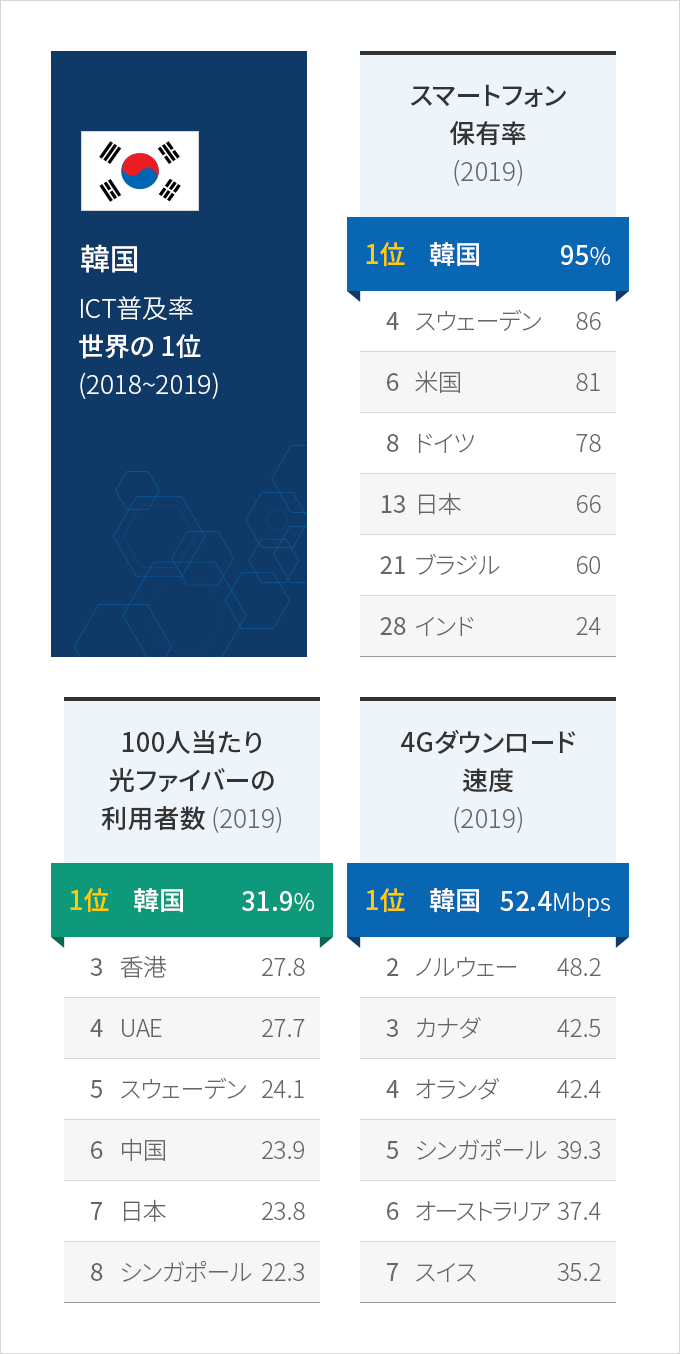 韓国
ICT普及率
世界の 1位
(2018~2019)
スマートフォン
保有率
(2019)
1位 韓国 95%
4 スウェーデン 86
6 米国 81
8 ドイツ 78
13 日本 66
21 ブラジル 60
28 インド 24
100人当たり
光ファイバーの
利用者数 (2019)
1位 韓国 31.9%
3 香港 27.8
4 UAE 27.7
5 スウェーデン 24.1
6 中国 23.9
7 日本 23.8
8 シンガポール 22.3
4Gダウンロード
速度
(2019)
1位 韓国 52.4Mbps
2 ノルウェー 48.2
3 カナダ 42.5
4 オランダ 42.4
5 シンガポール 39.3
6 オーストラリア 37.4
7 スイス 35.2